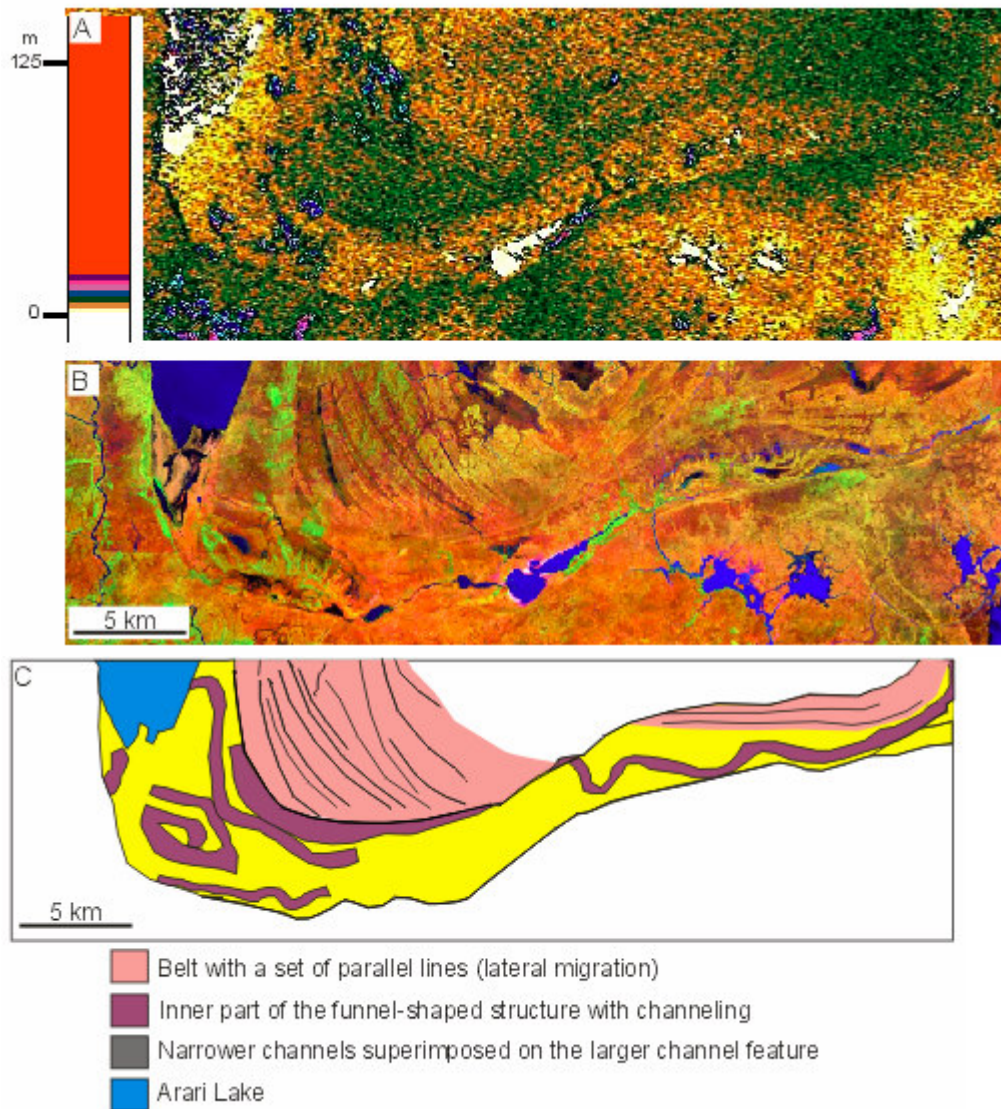 A
m
125
0
B
5 km
C
5 km
Belt with a set of parallel lines (lateral migration)
Inner part of the funnel-shaped structure with channeling
Narrower channels superimposed on the larger channel feature
Arari Lake